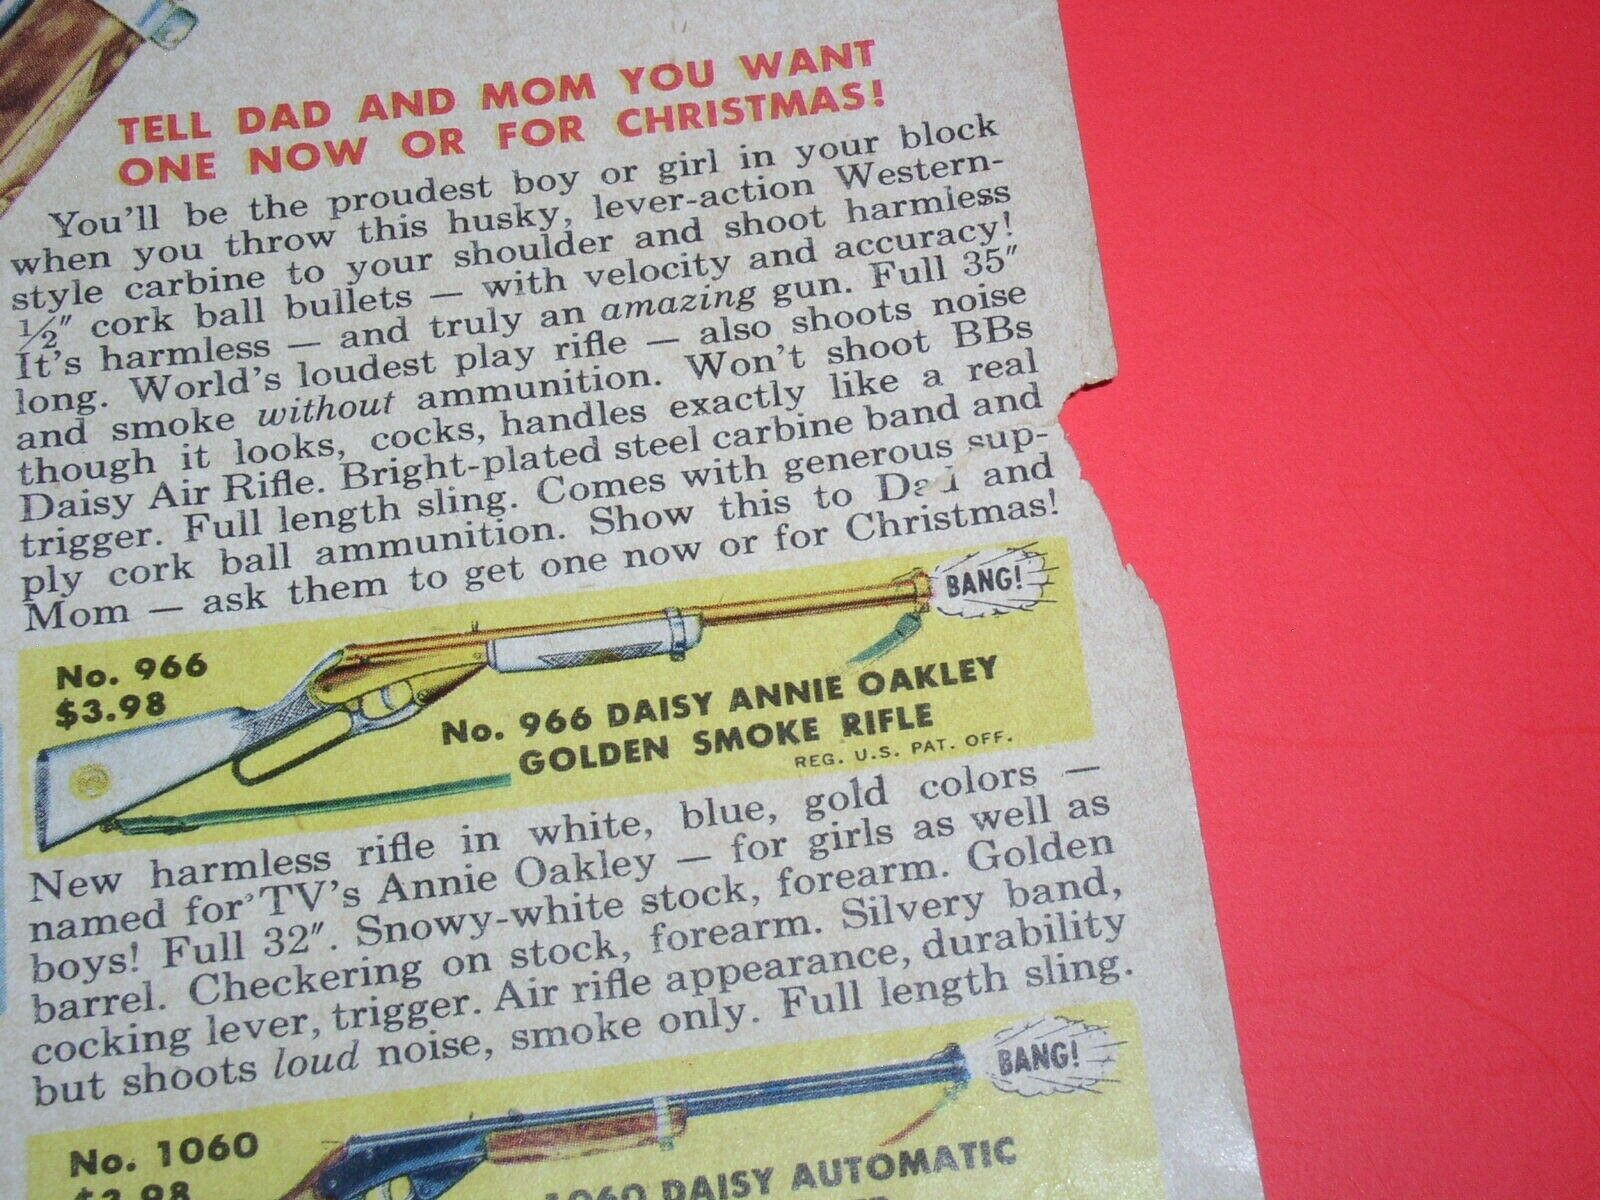 TELL DAD AND MOM YOU WANT
ONE NOW OR FOR CHRISTMAS!
You'll be the proudest boy or girl in your block
when you throw this husky, lever-action Western-
style carbine to your shoulder and shoot harmless
½" cork ball bullets — with velocity and accuracy!
It's harmless — and truly an amazing gun. Full 35"
long. World's loudest play rifle — also shoots noise
and smoke without ammunition. Won't shoot BBs
though it looks, cocks, handles exactly like a real
Daisy Air Rifle. Bright-plated steel carbine band and
trigger. Full length sling. Comes with generous sup-
ply cork ball ammunition. Show this to Dad and
Mom — ask them to get one now or for Christmas!
BANG!
No. 966
$3.98
No. 966 DAISY ANNIE OAKLEY
GOLDEN SMOKE RIFLE
REG. U.S. PAT. OFF.
New harmless rifle in white, blue, gold colors —
named for TV's Annie Oakley — for girls as well as
boys! Full 32". Snowy-white stock, forearm. Golden
barrel. Checkering on stock, forearm. Silvery band,
cocking lever, trigger. Air rifle appearance, durability
but shoots loud noise, smoke only. Full length sling.
BANG!
No. 1060
1060 DAISY AUTOMATIC